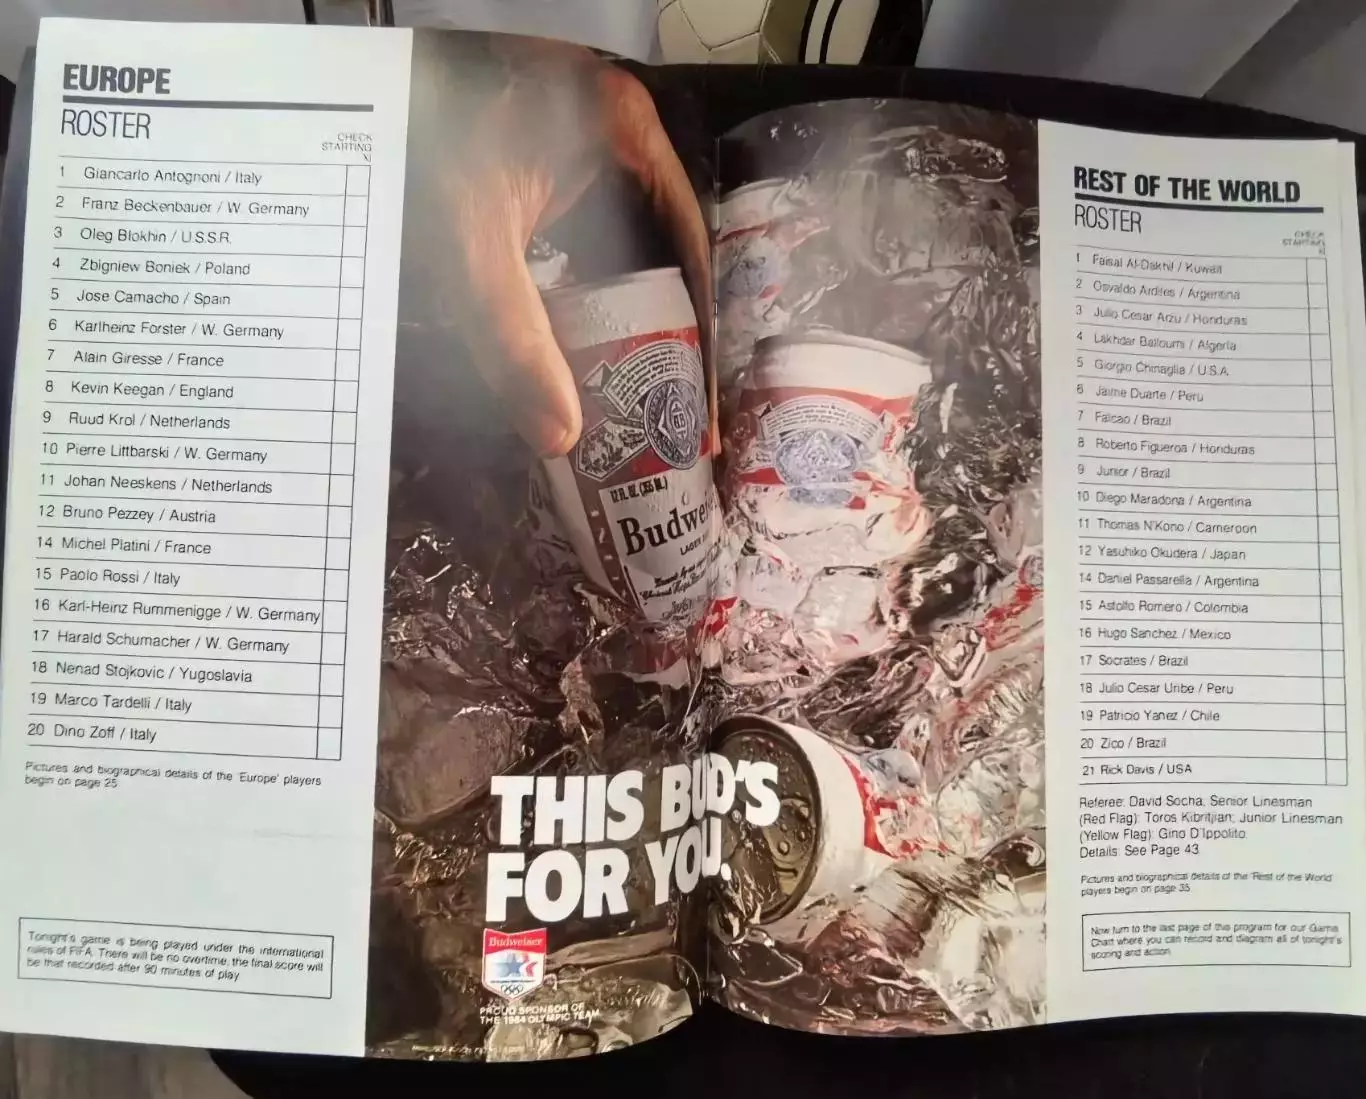 EUROPE
ROSTER
CHECK
STARTING
XI
1 Giancarlo Antognoni / Italy
2 Franz Beckenbauer / W. Germany
3 Oleg Blokhin / U.S.S.R.
4 Zbigniew Boniek / Poland
5 Jose Camacho / Spain
6 Karlheinz Forster / W. Germany
7 Alain Giresse / France
8 Kevin Keegan / England
9 Ruud Krol / Netherlands
10 Pierre Littbarski / W. Germany
11 Johan Neeskens / Netherlands
12 Bruno Pezzey / Austria
14 Michel Platini / France
15 Paolo Rossi / Italy
16 Karl-Heinz Rummenigge / W. Germany
17 Harald Schumacher / W. Germany
18 Nenad Stojkovic / Yugoslavia
19 Marco Tardelli / Italy
20 Dino Zoff / Italy
Pictures and biographical details of the 'Europe' players
begin on page 25
Tonight's game is being played under the international
rules of FIFA. There will be no overtime, the final score will
be that recorded after 90 minutes of play
12 FL. OZ. (355 mL)
Budwei
LAGER
THIS BUD'S
FOR YOU.
Budweiser
PROUD SPONSOR OF
THE 1984 OLYMPIC TEAM
REST OF THE WORLD
ROSTER
CHECK
STARTING
XI
1 Faisal Al-Dakhil / Kuwait
2 Osvaldo Ardiles / Argentina
3 Julio Cesar Arzu / Honduras
4 Lakhdar Balloumi / Algeria
5 Giorgio Chinaglia / U.S.A.
6 Jaime Duarte / Peru
7 Falcao / Brazil
8 Roberto Figueroa / Honduras
9 Junior / Brazil
10 Diego Maradona / Argentina
11 Thomas N'Kono / Cameroon
12 Yasuhiko Okudera / Japan
14 Daniel Passarella / Argentina
15 Astolfo Romero / Colombia
16 Hugo Sanchez / Mexico
17 Socrates / Brazil
18 Julio Cesar Uribe / Peru
19 Patricio Yanez / Chile
20 Zico / Brazil
21 Rick Davis / USA
Referee: David Socha, Senior Linesman
(Red Flag): Toros Kibritjian; Junior Linesman
(Yellow Flag): Gino D'Ippolito
Details: See Page 43
Pictures and biographical details of the 'Rest of the World'
players begin on page 35
Now turn to the last page of this program for our Game
Chart where you can record and diagram all of tonight's
scoring and action